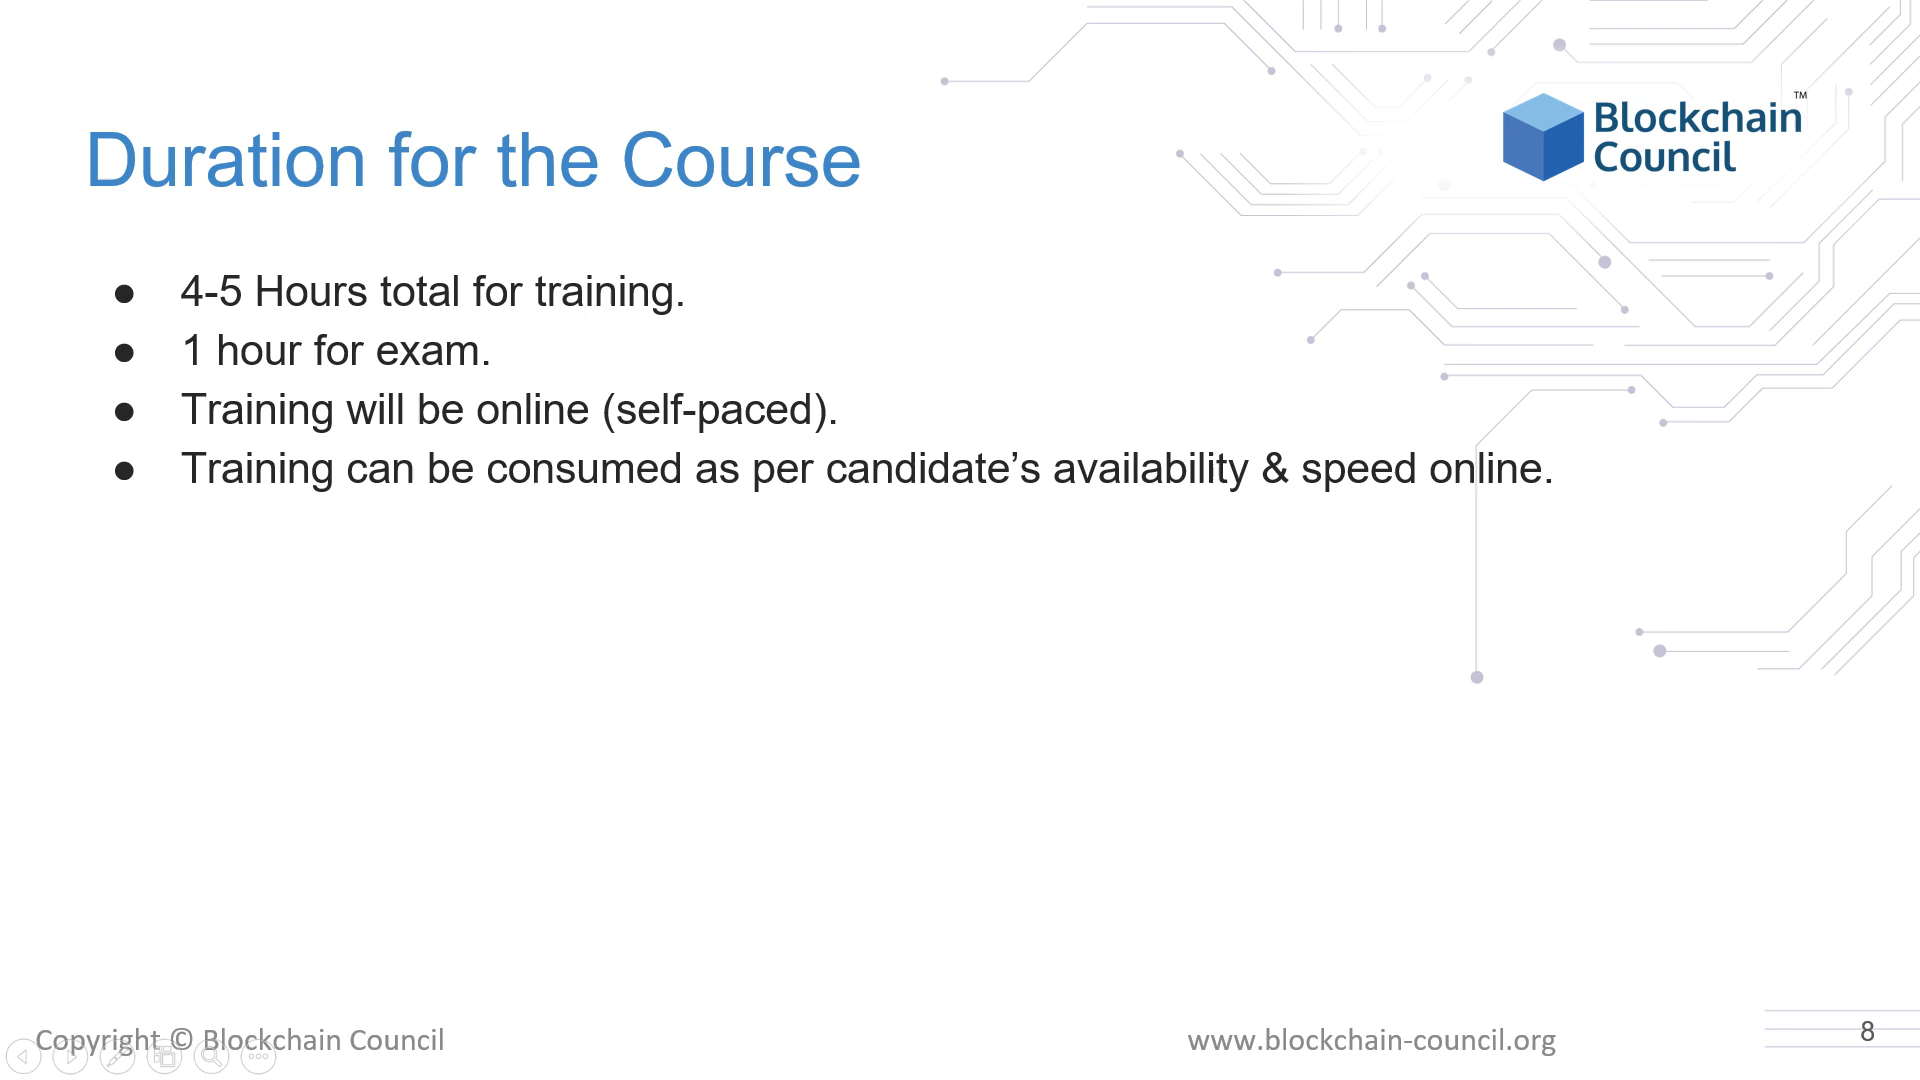 Blockchain™
Council
Duration for the Course
● 4-5 Hours total for training.
● 1 hour for exam.
● Training will be online (self-paced).
● Training can be consumed as per candidate’s availability & speed online.
Copyright © Blockchain Council
www.blockchain-council.org
8